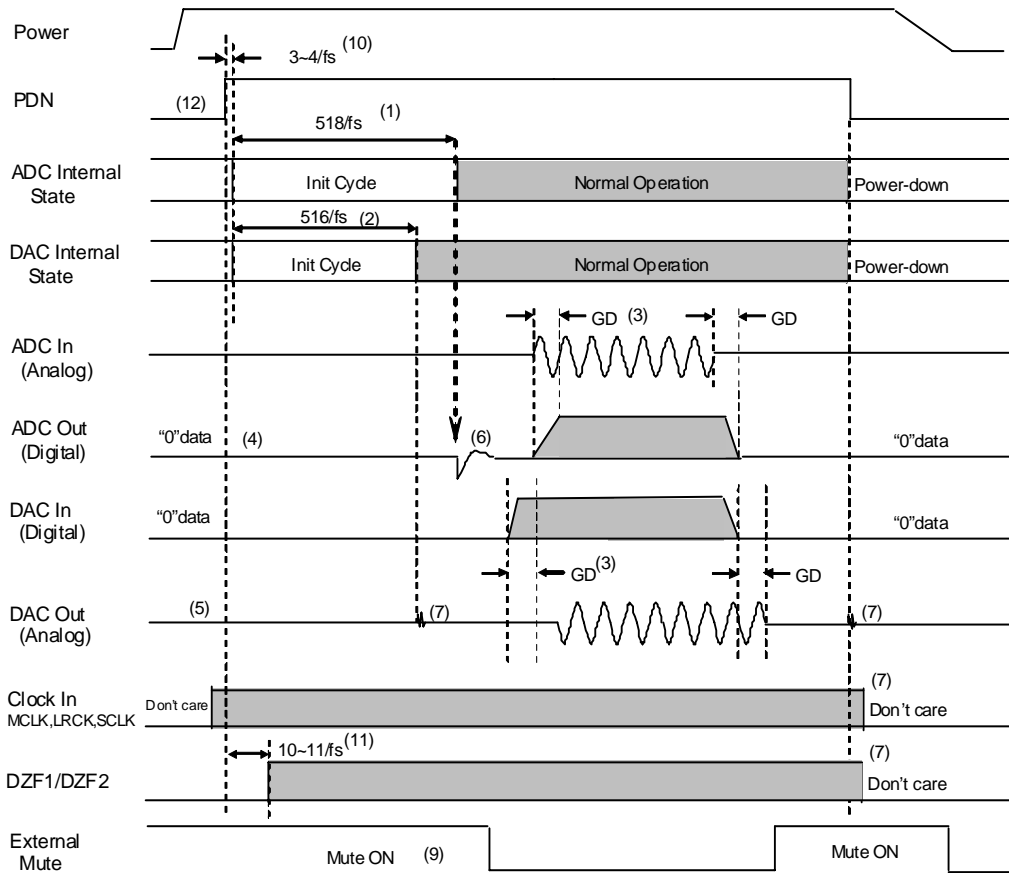 Power
3~4/fs (10)
PDN
(12)
518/fs (1)
ADC Internal
State
Init Cycle
Normal Operation
Power-down
516/fs (2)
DAC Internal
State
Init Cycle
Normal Operation
Power-down
GD (3)
GD
ADC In
(Analog)
ADC Out
(Digital)
“0”data
(4)
(6)
“0”data
DAC In
(Digital)
“0”data
“0”data
GD (3)
GD
DAC Out
(Analog)
(5)
(7)
(7)
Clock In
MCLK,LRCK,SCLK
Don't care
(7)
Don't care
10~11/fs (11)
DZF1/DZF2
(7)
Don't care
External
Mute
Mute ON (9)
Mute ON